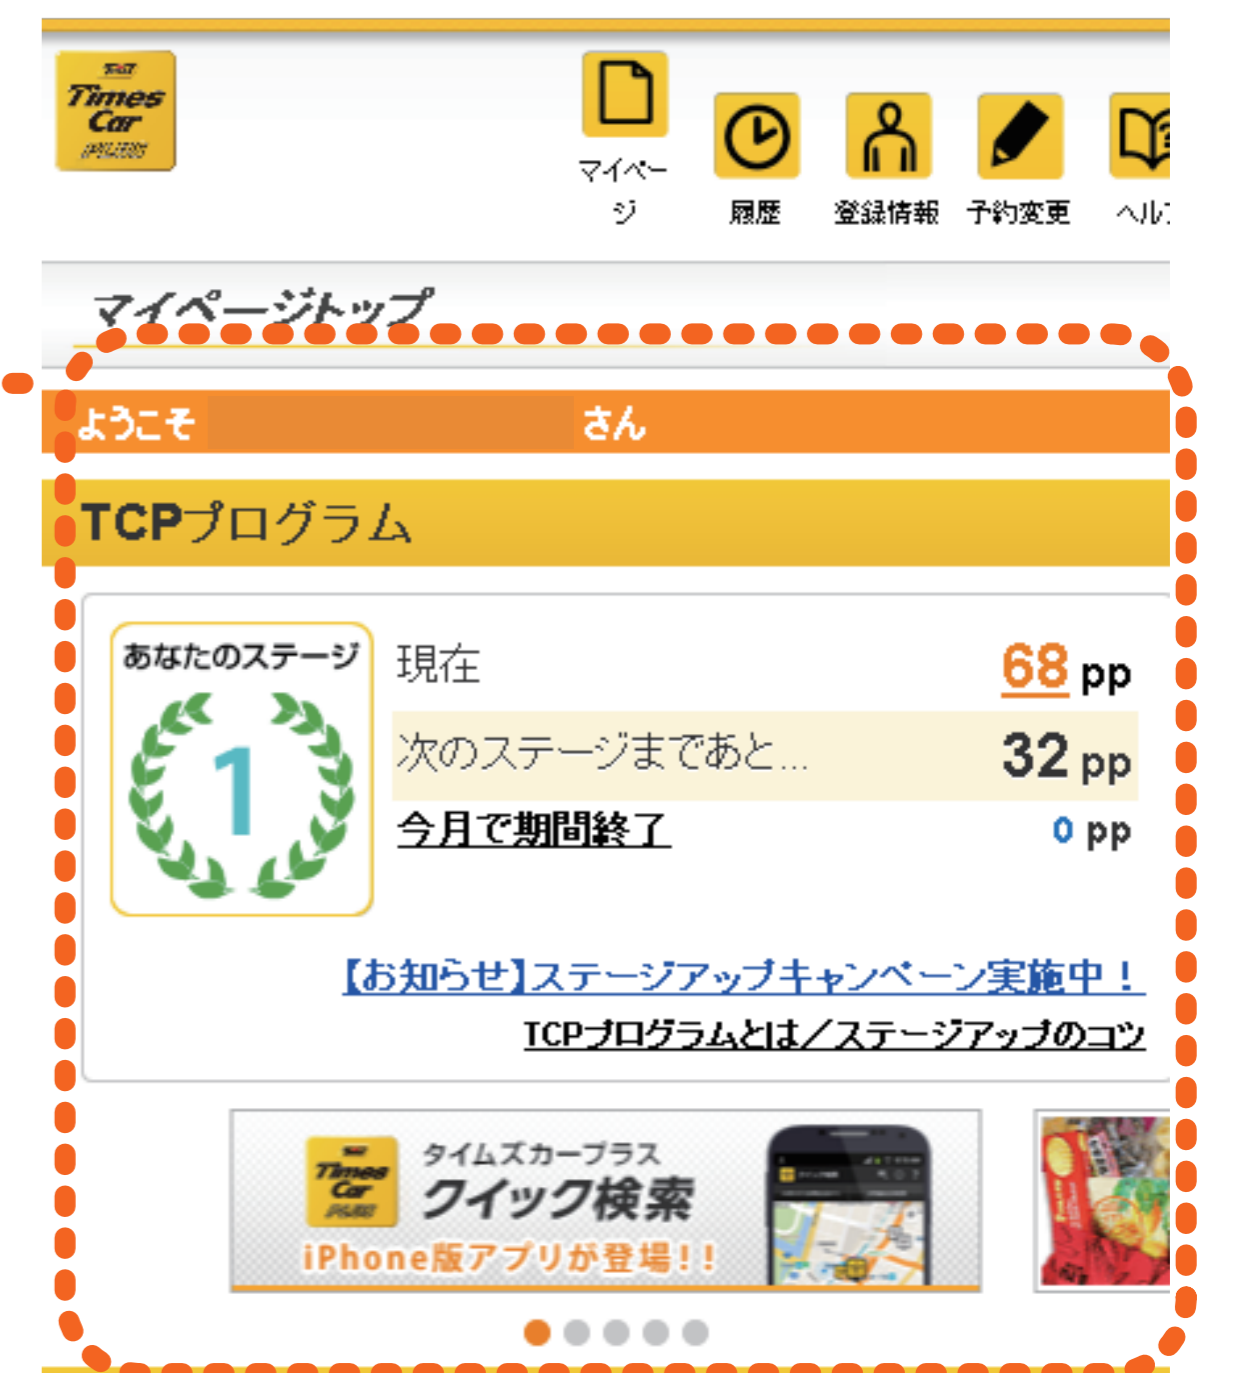 Times
Car
PLUS
マイペー
ジ
履歴
登録情報
予約変更
ヘル
マイページトップ
ようこそ さん
TCPプログラム
あなたのステージ
1
現在 68 pp
次のステージまであと... 32 pp
今月で期間終了 0 pp
【お知らせ】ステージアップキャンペーン実施中！
TCPプログラムとは／ステージアップのコツ
Times
Car
PLUS
タイムズカープラス
クイック検索
iPhone版アプリが登場!!